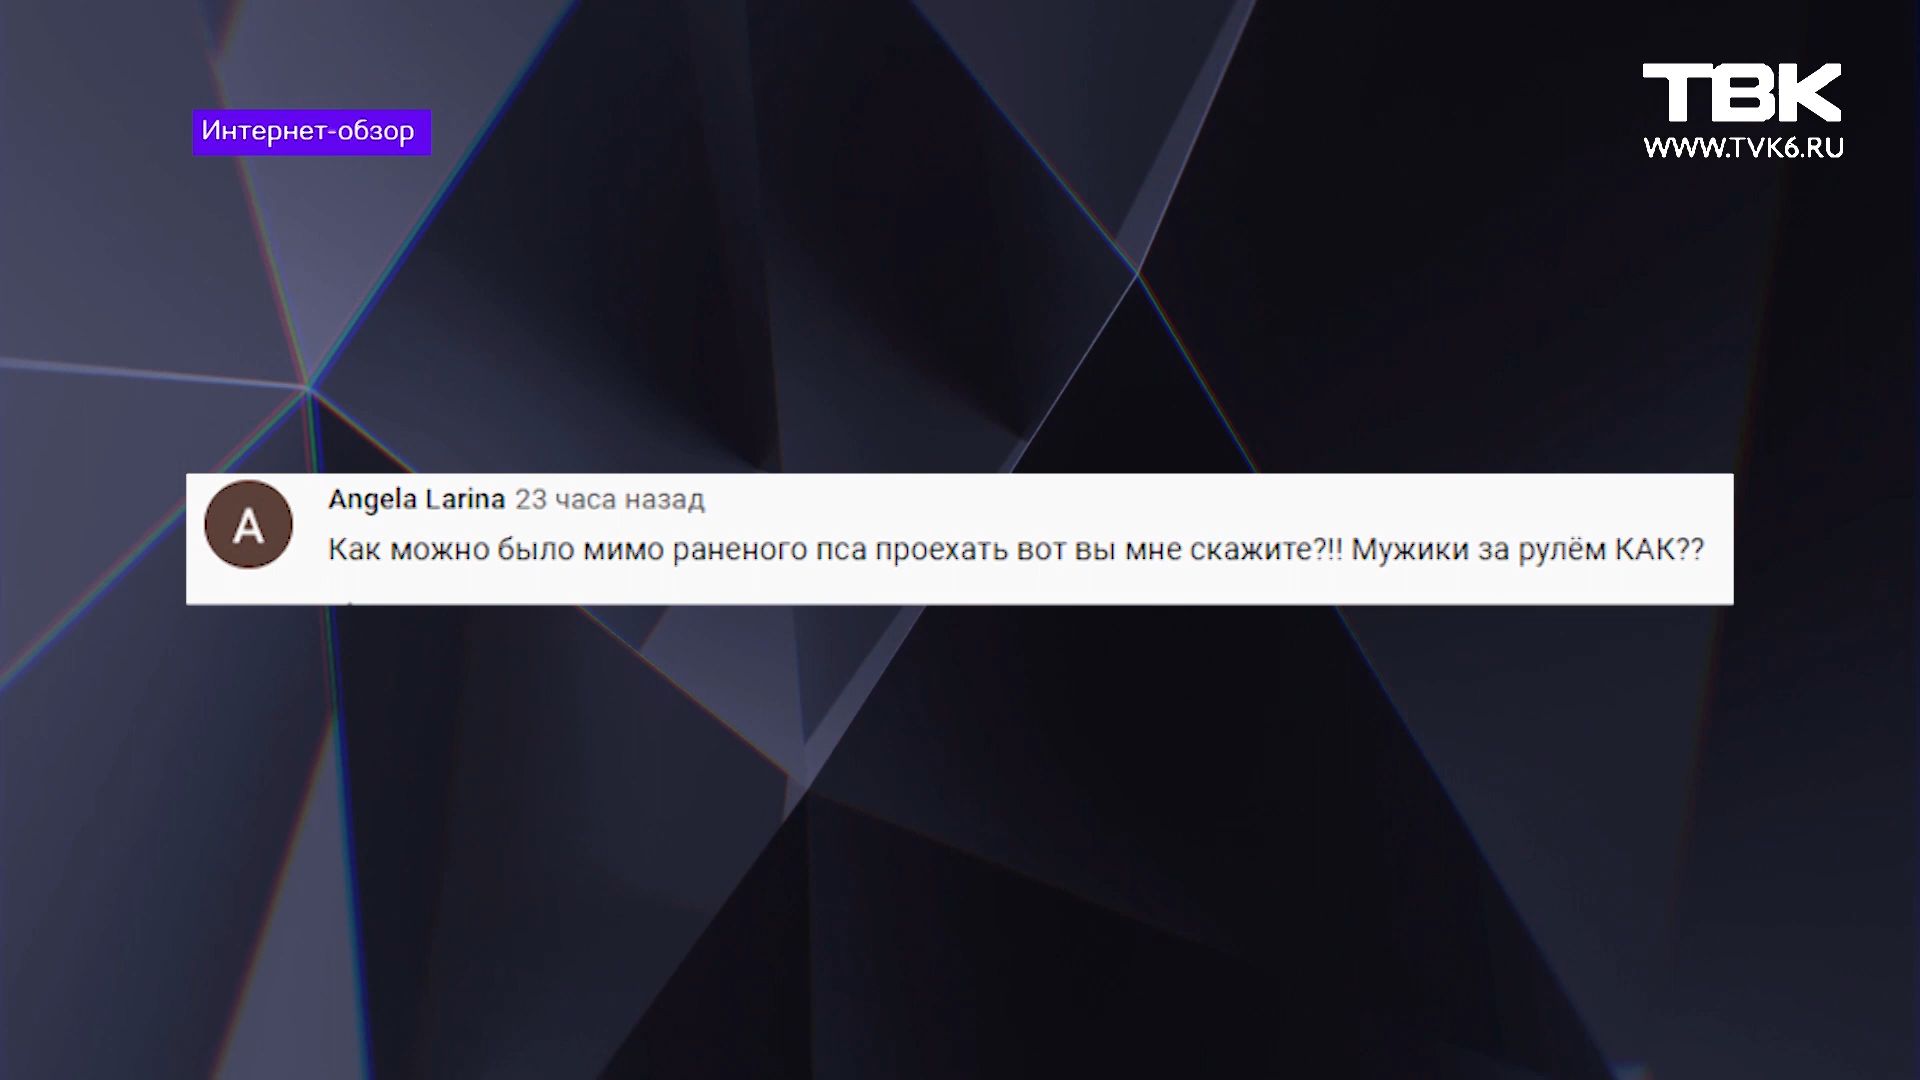 Интернет-обзор
ТВК
WWW.TVK6.RU
A
Angela Larina 23 часа назад
Как можно было мимо раненого пса проехать вот вы мне скажите?!! Мужики за рулём КАК??